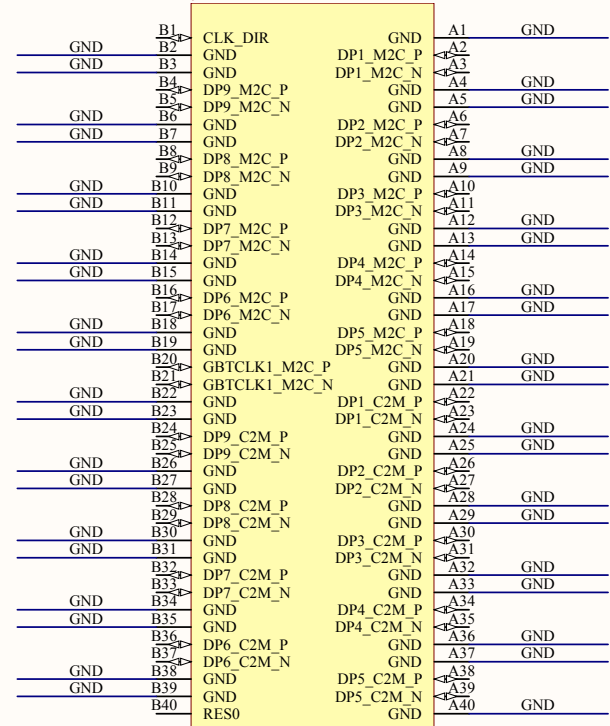 B1 CLK_DIR GND A1 GND
GND B2 GND DP1_M2C_P A2
GND B3 GND DP1_M2C_N A3
B4 DP9_M2C_P GND A4 GND
B5 DP9_M2C_N GND A5 GND
GND B6 GND DP2_M2C_P A6
GND B7 GND DP2_M2C_N A7
B8 DP8_M2C_P GND A8 GND
B9 DP8_M2C_N GND A9 GND
GND B10 GND DP3_M2C_P A10
GND B11 GND DP3_M2C_N A11
B12 DP7_M2C_P GND A12 GND
B13 DP7_M2C_N GND A13 GND
GND B14 GND DP4_M2C_P A14
GND B15 GND DP4_M2C_N A15
B16 DP6_M2C_P GND A16 GND
B17 DP6_M2C_N GND A17 GND
GND B18 GND DP5_M2C_P A18
GND B19 GND DP5_M2C_N A19
B20 GBTCLK1_M2C_P GND A20 GND
B21 GBTCLK1_M2C_N GND A21 GND
GND B22 GND DP1_C2M_P A22
GND B23 GND DP1_C2M_N A23
B24 DP9_C2M_P GND A24 GND
B25 DP9_C2M_N GND A25 GND
GND B26 GND DP2_C2M_P A26
GND B27 GND DP2_C2M_N A27
B28 DP8_C2M_P GND A28 GND
B29 DP8_C2M_N GND A29 GND
GND B30 GND DP3_C2M_P A30
GND B31 GND DP3_C2M_N A31
B32 DP7_C2M_P GND A32 GND
B33 DP7_C2M_N GND A33 GND
GND B34 GND DP4_C2M_P A34
GND B35 GND DP4_C2M_N A35
B36 DP6_C2M_P GND A36 GND
B37 DP6_C2M_N GND A37 GND
GND B38 GND DP5_C2M_P A38
GND B39 GND DP5_C2M_N A39
B40 RES0 GND A40 GND